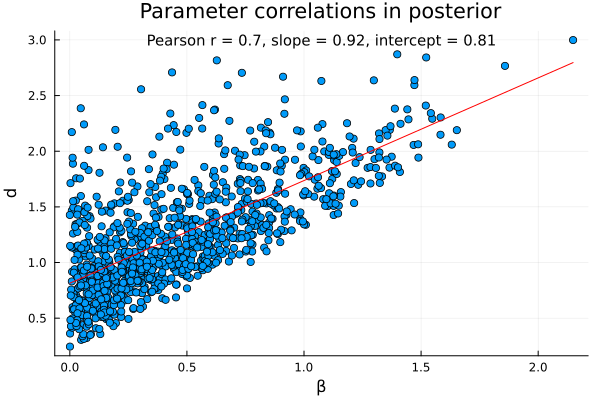 Parameter correlations in posterior
Pearson r = 0.7, slope = 0.92, intercept = 0.81
3.0
2.5
2.0
1.5
1.0
0.5
d
0.0 0.5 1.0 1.5 2.0
β